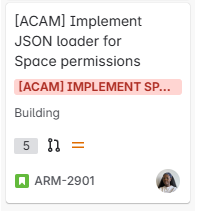 [ACAM] Implement
JSON loader for
Space permissions
[ACAM] IMPLEMENT SP...
Building
5
ARM-2901